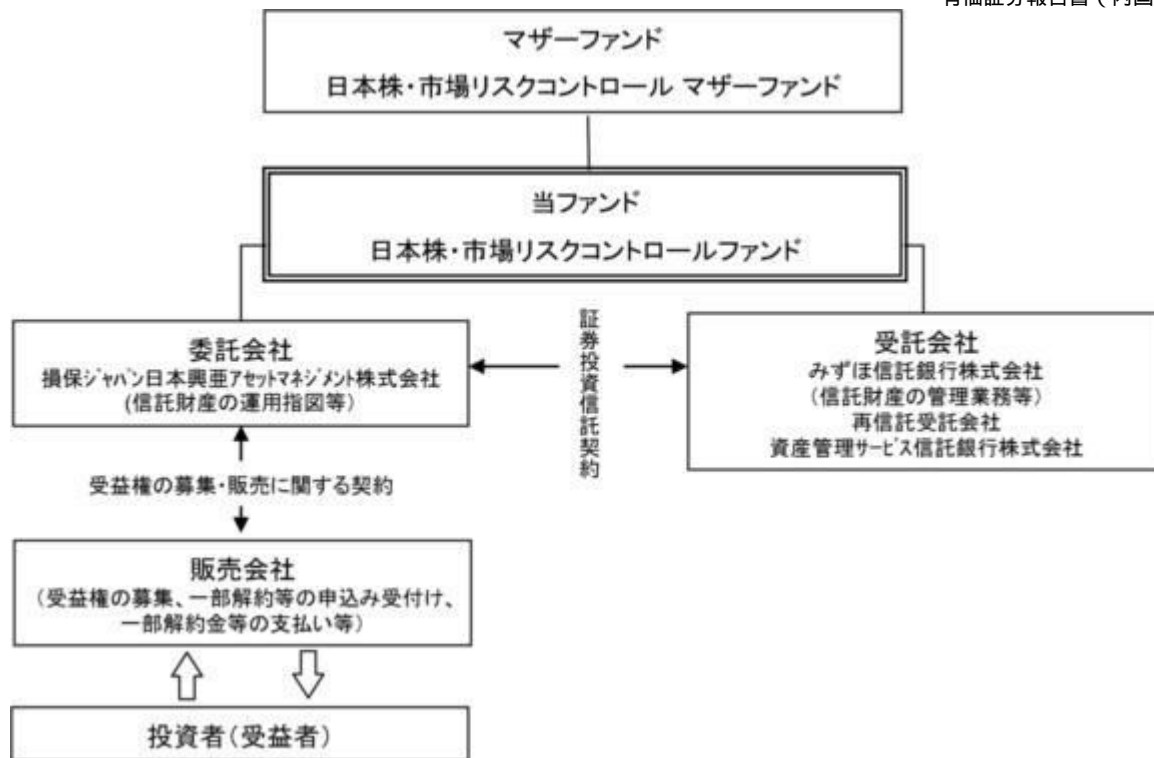 マザーファンド
日本株・市場リスクコントロール マザーファンド
当ファンド
日本株・市場リスクコントロールファンド
委託会社
損保ｼﾞｬﾊﾟﾝ日本興亜ｱｾｯﾄﾏﾈｼﾞﾒﾝﾄ株式会社
(信託財産の運用指図等)
証券投資信託契約
受託会社
みずほ信託銀行株式会社
(信託財産の管理業務等)
再信託受託会社
資産管理ｻｰﾋﾞｽ信託銀行株式会社
受益権の募集・販売に関する契約
販売会社
(受益権の募集、一部解約等の申込み受付け、
一部解約金等の支払い等)
投資者(受益者)